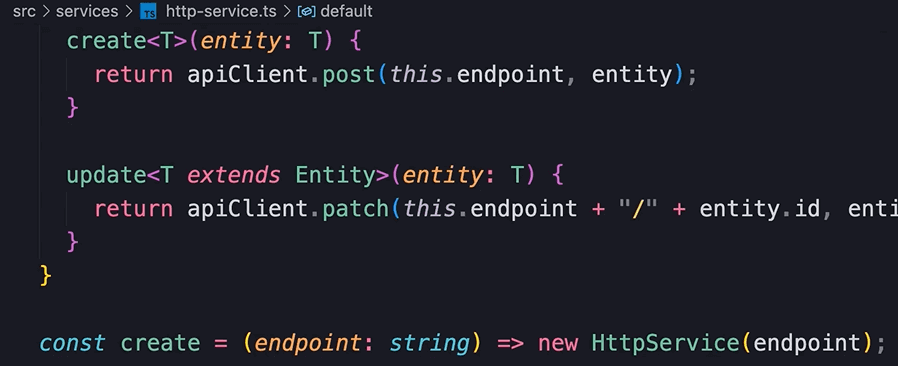 src > services > TS http-service.ts > default
create<T>(entity: T) {
return apiClient.post(this.endpoint, entity);
}
update<T extends Entity>(entity: T) {
return apiClient.patch(this.endpoint + "/" + entity.id, enti
}
}
const create = (endpoint: string) => new HttpService(endpoint);